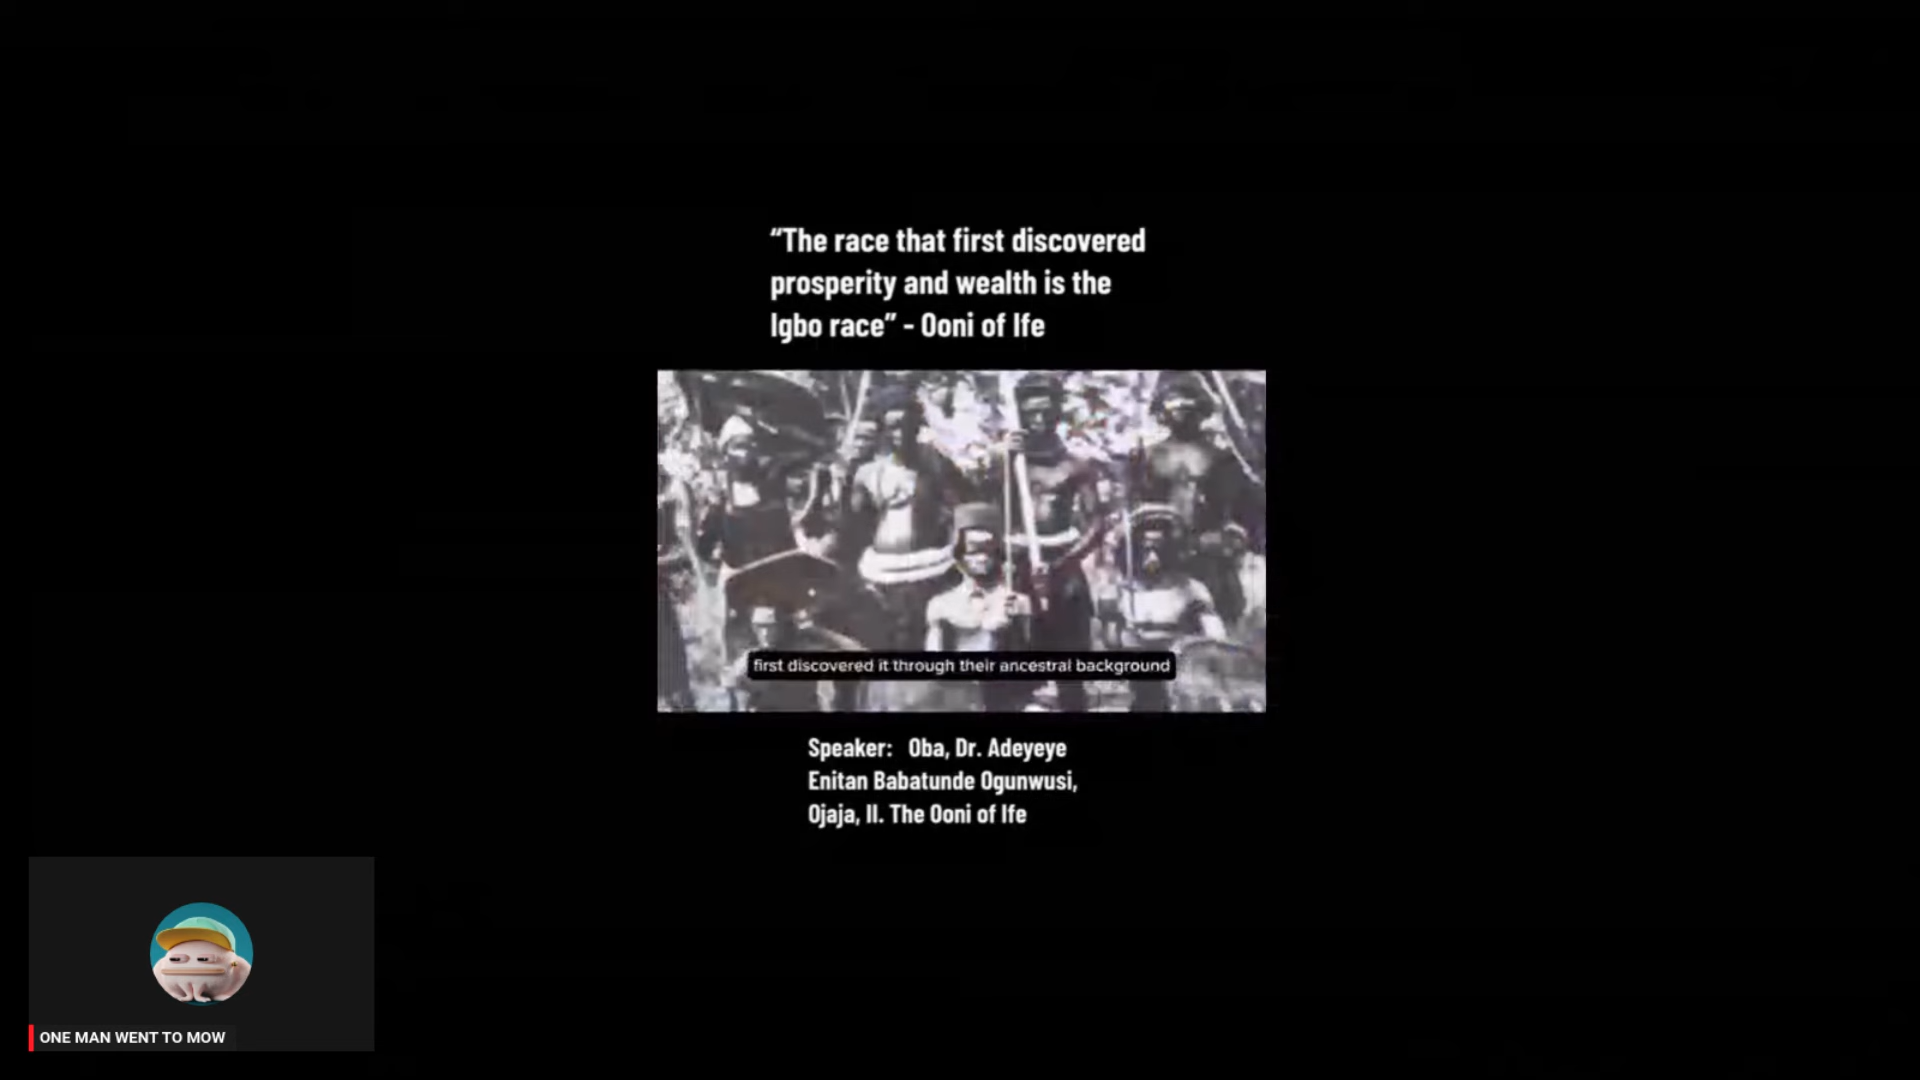 “The race that first discovered
prosperity and wealth is the
Igbo race” - Ooni of Ife
first discovered it through their ancestral background
Speaker: Oba, Dr. Adeyeye
Enitan Babatunde Ogunwusi,
Ojaja, II. The Ooni of Ife
ONE MAN WENT TO MOW